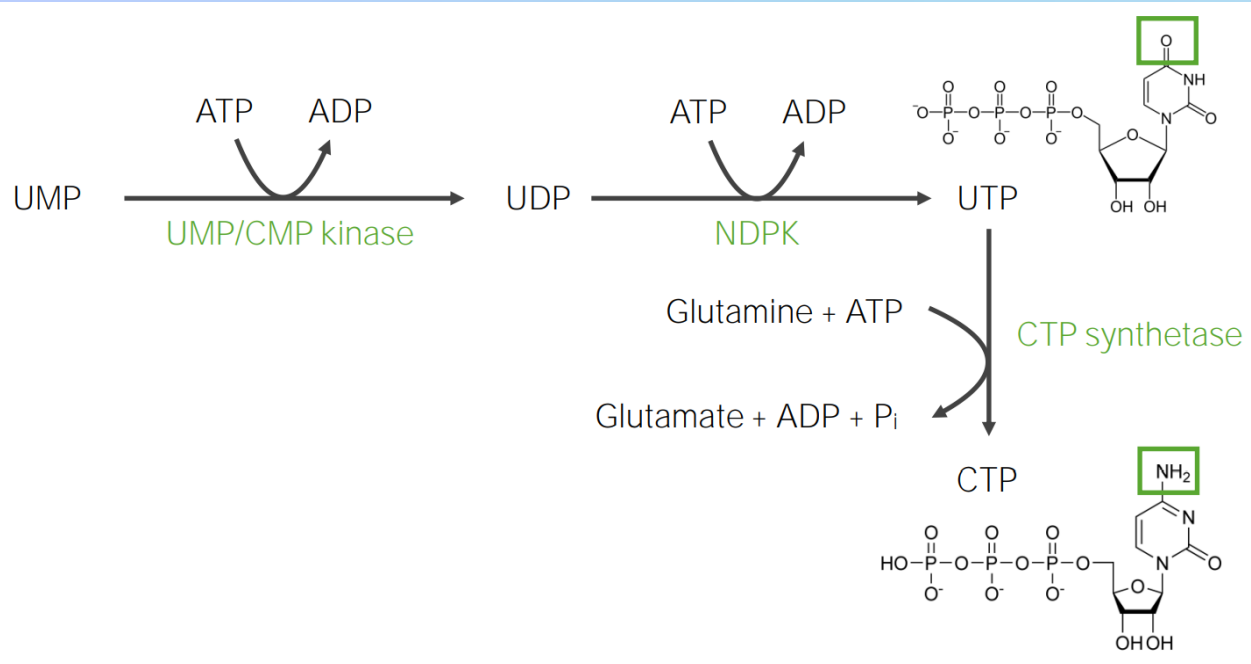 O
ATP ADP ATP ADP
O O O NH
⁻O–P–O–P–O–P–O N O
O⁻ O⁻ O⁻ O
UMP UDP UTP
OH OH
UMP/CMP kinase NDPK
Glutamine + ATP
CTP synthetase
Glutamate + ADP + Pᵢ
NH₂
CTP
N
O O O
HO–P–O–P–O–P–O N O
O⁻ O⁻ O⁻ O
OH OH